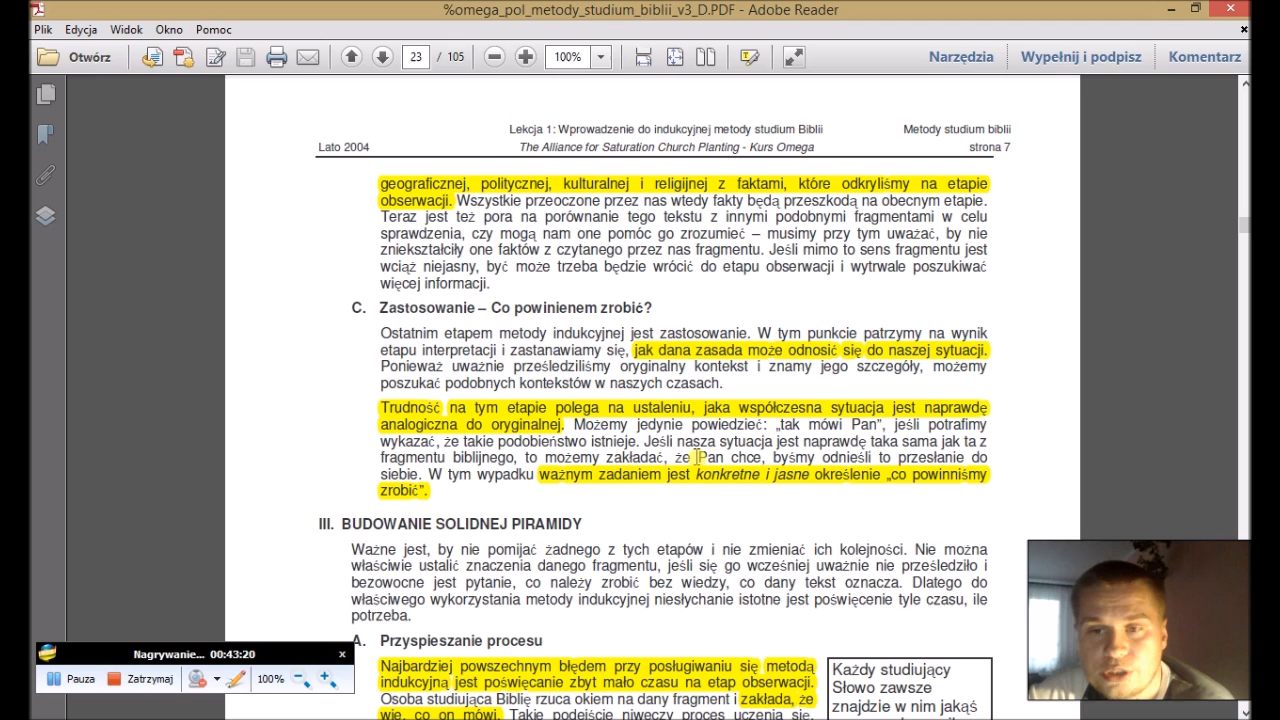 %omega_pol_metody_studium_biblii_v3_D.PDF - Adobe Reader
Plik Edycja Widok Okno Pomoc
Otwórz 23 / 105 100% Narzędzia Wypełnij i podpisz Komentarz
Lekcja 1: Wprowadzenie do indukcyjnej metody studium Biblii Metody studium biblii
Lato 2004 The Alliance for Saturation Church Planting - Kurs Omega strona 7
geograficznej, politycznej, kulturalnej i religijnej z faktami, które odkryliśmy na etapie
obserwacji. Wszystkie przeoczone przez nas wtedy fakty będą przeszkodą na obecnym etapie.
Teraz jest też pora na porównanie tego tekstu z innymi podobnymi fragmentami w celu
sprawdzenia, czy mogą nam one pomóc go zrozumieć – musimy przy tym uważać, by nie
zniekształciły one faktów z czytanego przez nas fragmentu. Jeśli mimo to sens fragmentu jest
wciąż niejasny, być może trzeba będzie wrócić do etapu obserwacji i wytrwale poszukiwać
więcej informacji.
C. Zastosowanie – Co powinienem zrobić?
Ostatnim etapem metody indukcyjnej jest zastosowanie. W tym punkcie patrzymy na wynik
etapu interpretacji i zastanawiamy się, jak dana zasada może odnosić się do naszej sytuacji.
Ponieważ uważnie prześledziliśmy oryginalny kontekst i znamy jego szczegóły, możemy
poszukać podobnych kontekstów w naszych czasach.
Trudność na tym etapie polega na ustaleniu, jaka współczesna sytuacja jest naprawdę
analogiczna do oryginalnej. Możemy jedynie powiedzieć: „tak mówi Pan”, jeśli potrafimy
wykazać, że takie podobieństwo istnieje. Jeśli nasza sytuacja jest naprawdę taka sama jak ta z
fragmentu biblijnego, to możemy zakładać, że Pan chce, byśmy odnieśli to przesłanie do
siebie. W tym wypadku ważnym zadaniem jest konkretne i jasne określenie „co powinniśmy
zrobić”.
III. BUDOWANIE SOLIDNEJ PIRAMIDY
Ważne jest, by nie pomijać żadnego z tych etapów i nie zmieniać ich kolejności. Nie można
właściwie ustalić znaczenia danego fragmentu, jeśli się go wcześniej uważnie nie prześledziło i
bezowocne jest pytanie, co należy zrobić bez wiedzy, co dany tekst oznacza. Dlatego do
właściwego wykorzystania metody indukcyjnej niesłychanie istotne jest poświęcenie tyle czasu, ile
potrzeba.
A. Przyspieszanie procesu
Najbardziej powszechnym błędem przy posługiwaniu się metodą
indukcyjną jest poświęcanie zbyt mało czasu na etap obserwacji.
Osoba studiująca Biblię rzuca okiem na dany fragment i zakłada, że
wie, co on mówi. Takie podejście niweczy proces uczenia się.
Każdy studiujący
Słowo zawsze
znajdzie w nim jakąś
Nagrywanie... 00:43:20 x
Pauza Zatrzymaj 100%